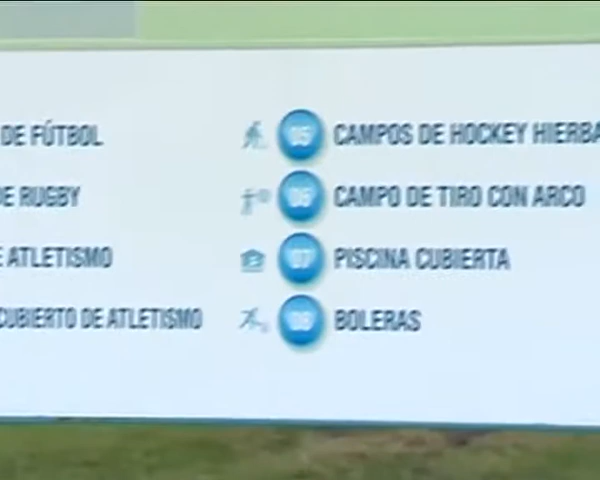 DE FÚTBOL
DE RUGBY
E ATLETISMO
CUBIERTO DE ATLETISMO
05 CAMPOS DE HOCKEY HIERBA
06 CAMPO DE TIRO CON ARCO
07 PISCINA CUBIERTA
08 BOLERAS